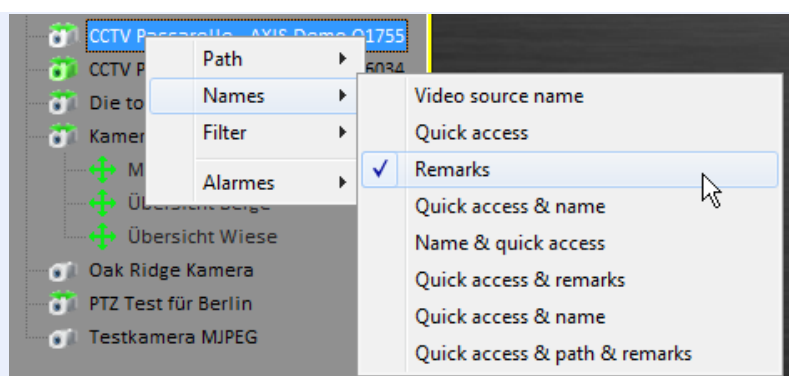 CCTV Passarelle - AXIS Demo Q1755
CCTV P 6034
Path
Names
Filter
Alarmes
Die to
Kamer
M
Übersicht Berge
Übersicht Wiese
Oak Ridge Kamera
PTZ Test für Berlin
Testkamera MJPEG
Video source name
Quick access
Remarks
Quick access & name
Name & quick access
Quick access & remarks
Quick access & name
Quick access & path & remarks